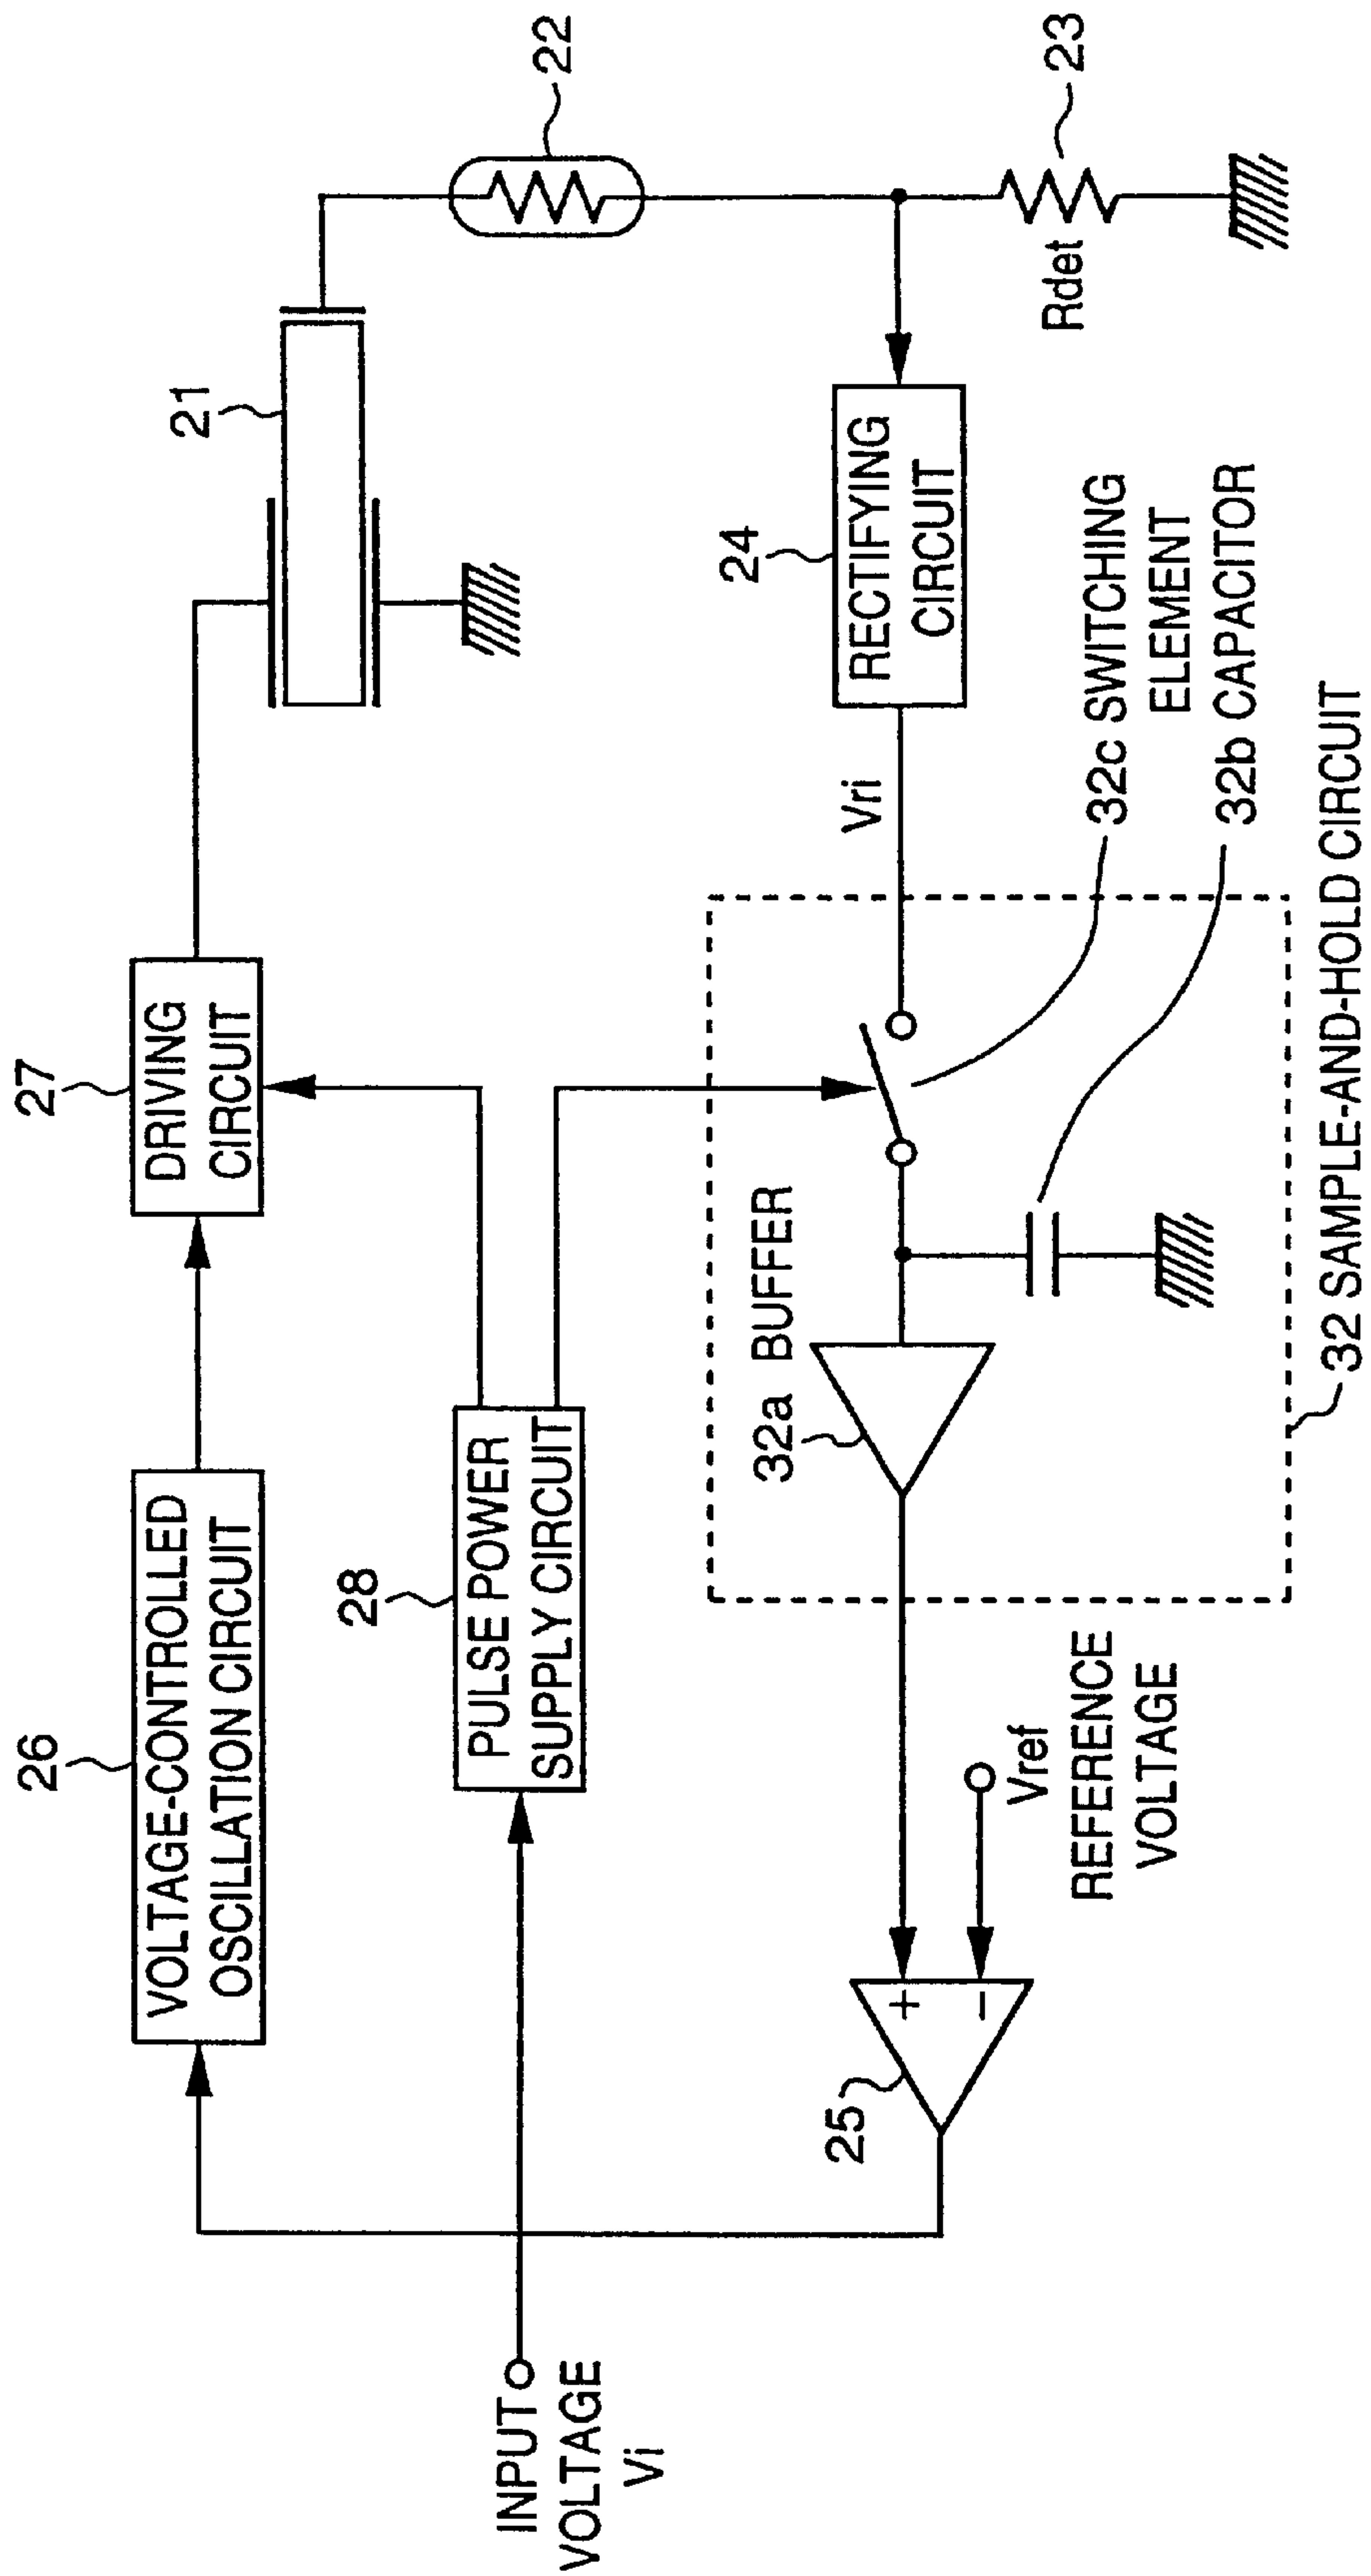 26
VOLTAGE-CONTROLLED
OSCILLATION CIRCUIT
27
DRIVING
CIRCUIT
21
22
INPUT
VOLTAGE
Vi
28
PULSE POWER
SUPPLY CIRCUIT
25
+
−
Vref
REFERENCE
VOLTAGE
32a BUFFER
Vri
24
RECTIFYING
CIRCUIT
Rdet
23
32c SWITCHING
ELEMENT
32b CAPACITOR
32 SAMPLE-AND-HOLD CIRCUIT